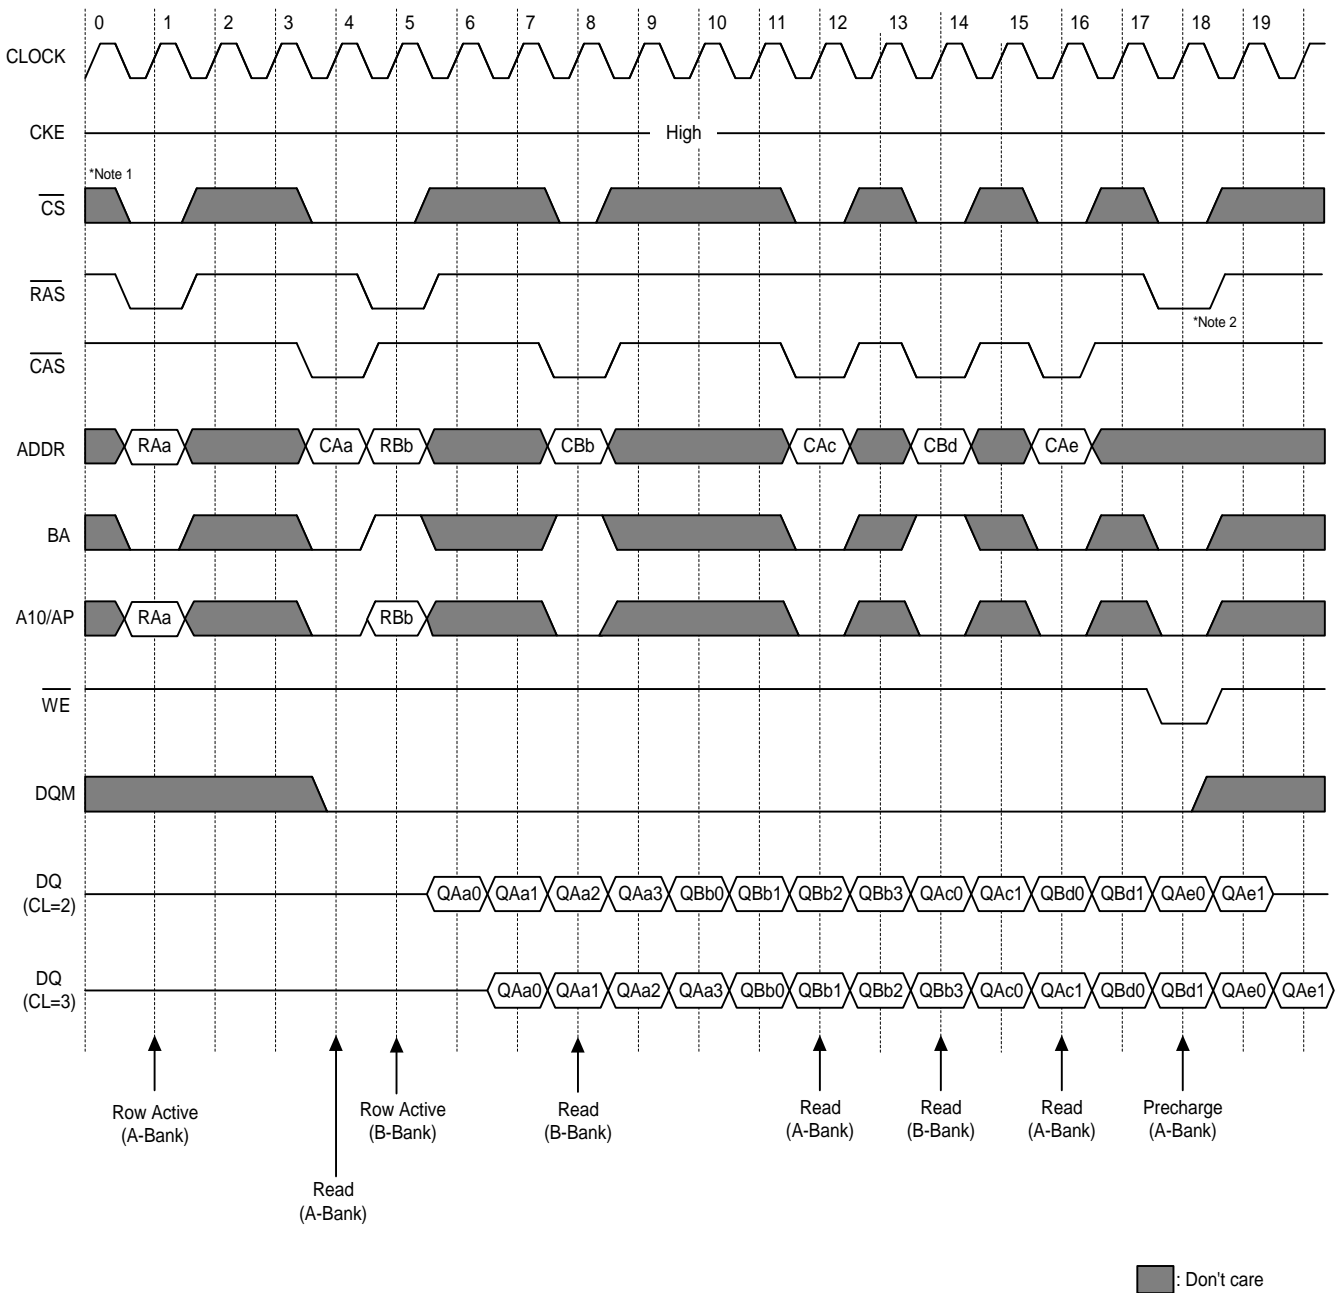 0 1 2 3 4 5 6 7 8 9 10 11 12 13 14 15 16 17 18 19
CLOCK
CKE
High
*Note 1
CS
RAS
*Note 2
CAS
ADDR RAa CAa RBb CBb CAc CBd CAe
BA
A10/AP RAa RBb
WE
DQM
DQ
(CL=2)
QAa0 QAa1 QAa2 QAa3 QBb0 QBb1 QBb2 QBb3 QAc0 QAc1 QBd0 QBd1 QAe0 QAe1
DQ
(CL=3)
QAa0 QAa1 QAa2 QAa3 QBb0 QBb1 QBb2 QBb3 QAc0 QAc1 QBd0 QBd1 QAe0 QAe1
Row Active
(A-Bank)
Row Active
(B-Bank)
Read
(B-Bank)
Read
(A-Bank)
Read
(B-Bank)
Read
(A-Bank)
Precharge
(A-Bank)
Read
(A-Bank)
: Don't care